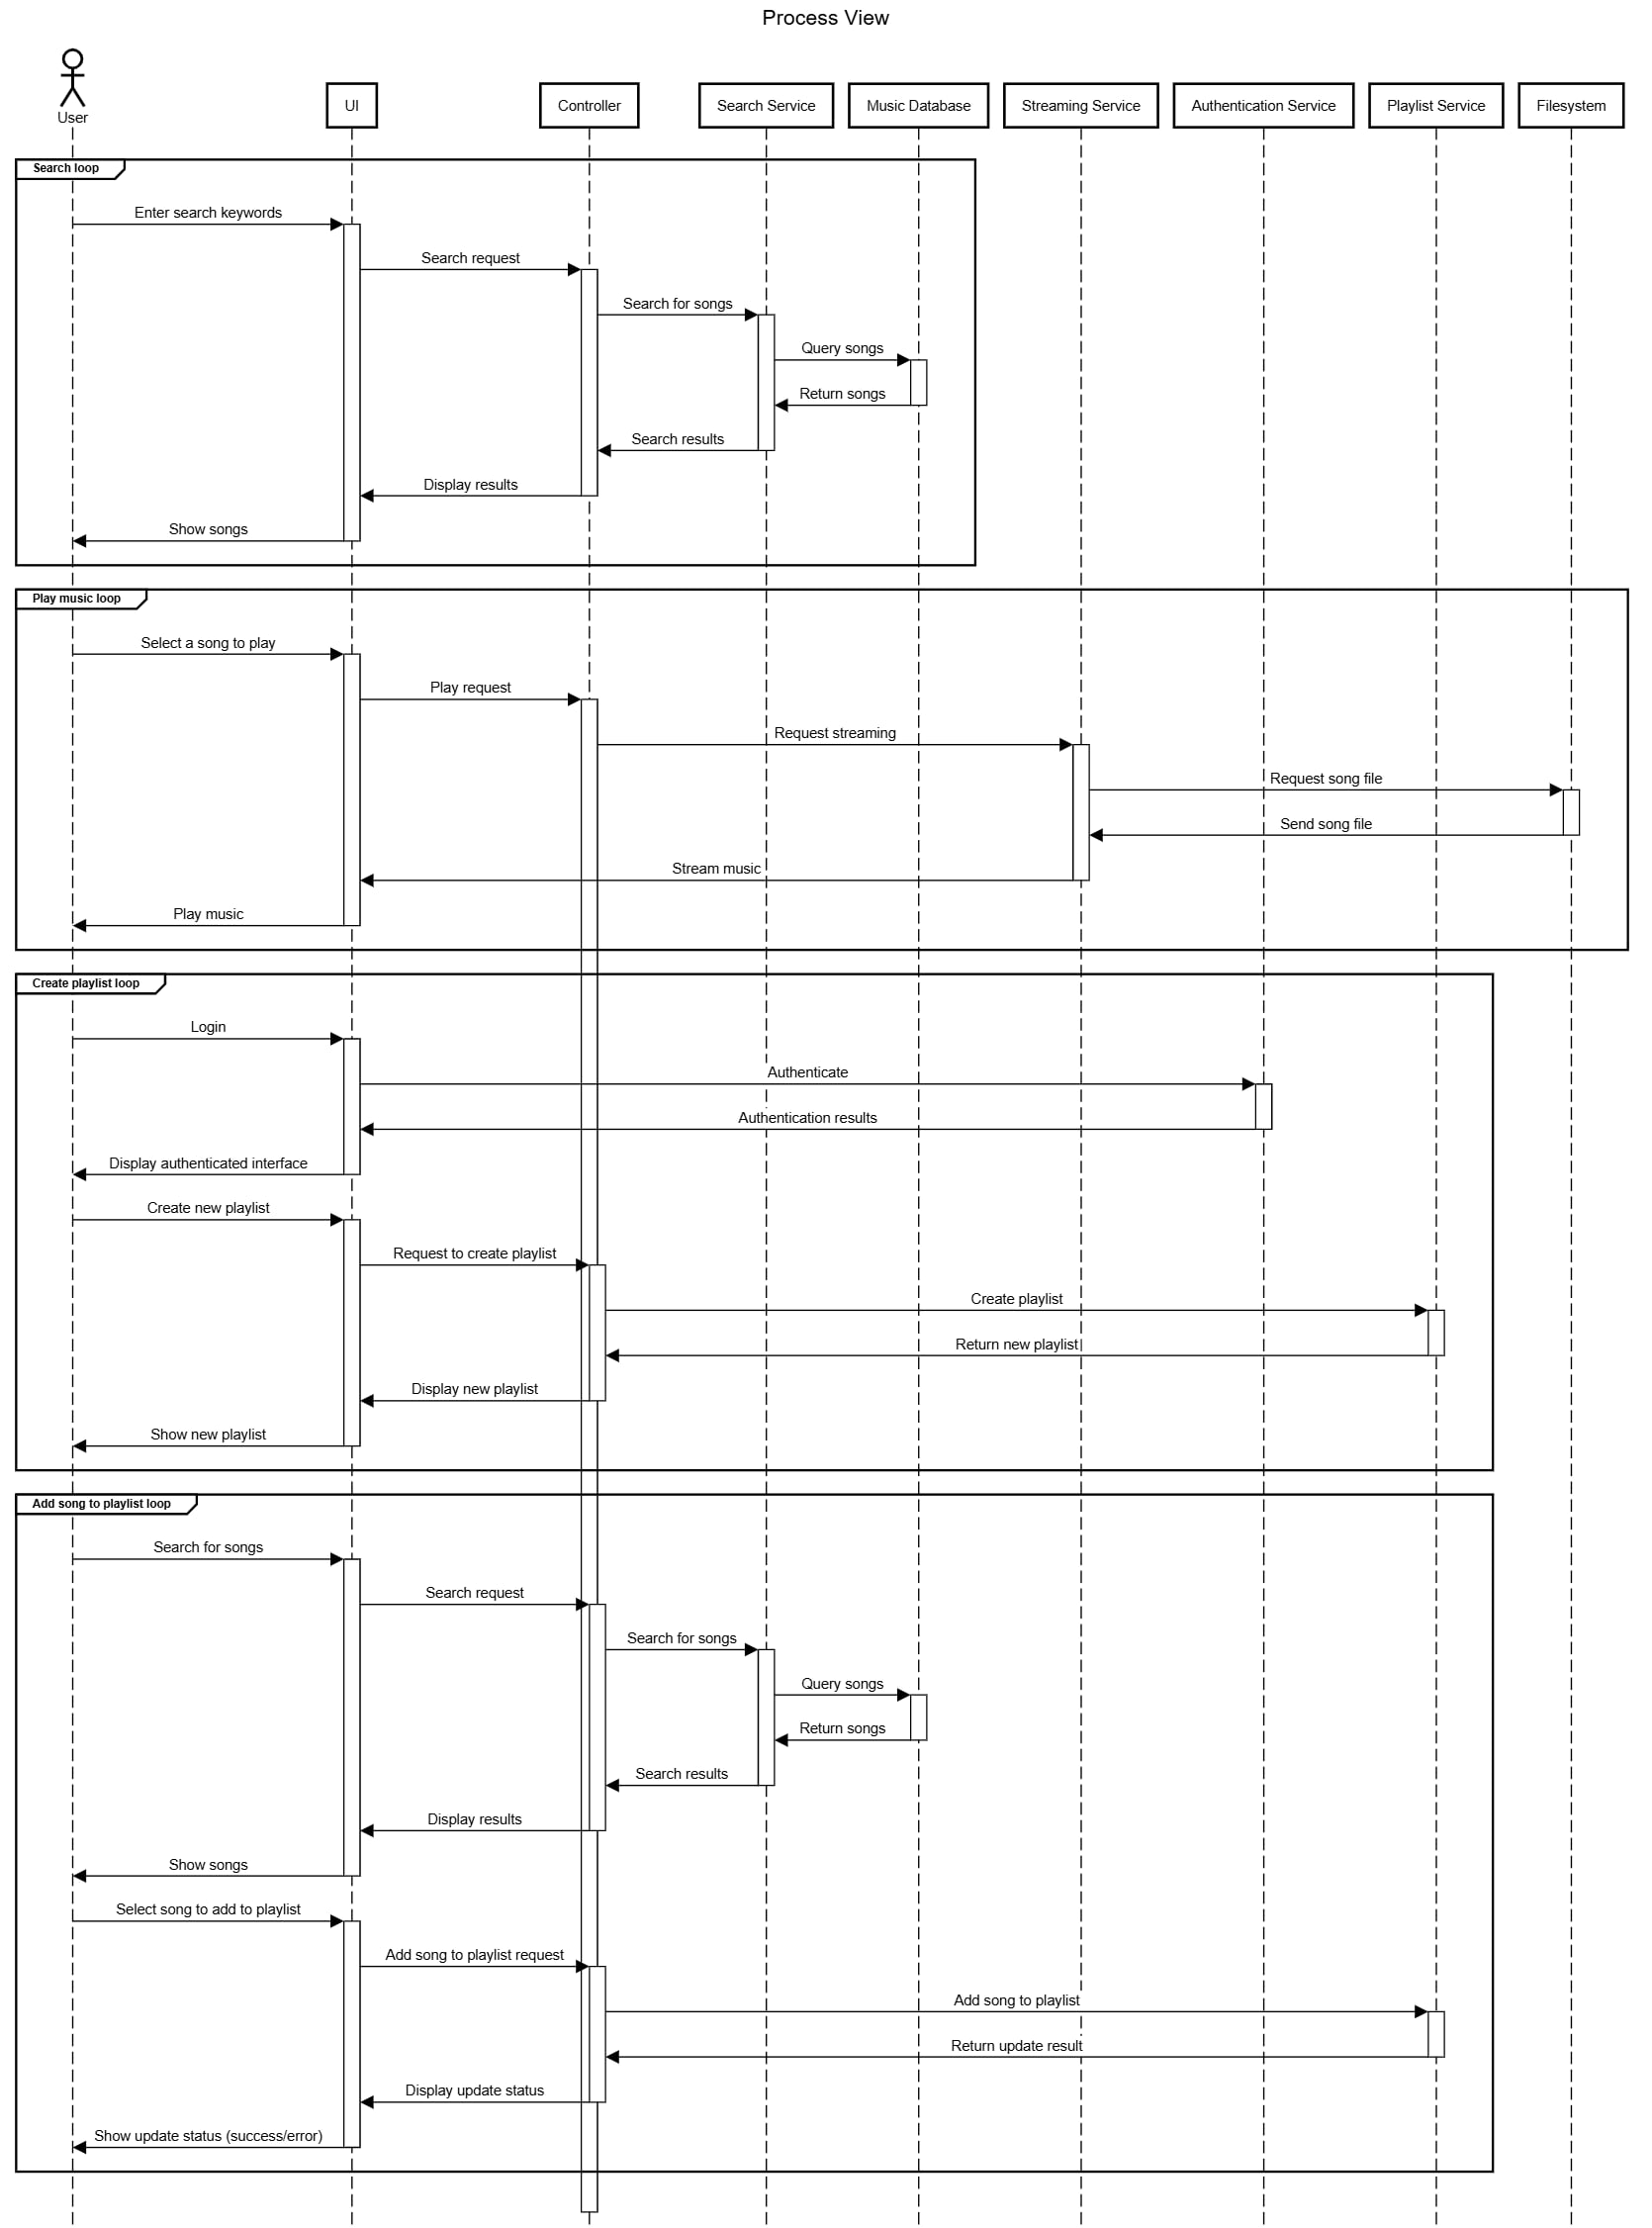 Process View
User
UI
Controller
Search Service
Music Database
Streaming Service
Authentication Service
Playlist Service
Filesystem
Search loop
Enter search keywords
Search request
Search for songs
Query songs
Return songs
Search results
Display results
Show songs
Play music loop
Select a song to play
Play request
Request streaming
Request song file
Send song file
Stream music
Play music
Create playlist loop
Login
Authenticate
Authentication results
Display authenticated interface
Create new playlist
Request to create playlist
Create playlist
Return new playlist
Display new playlist
Show new playlist
Add song to playlist loop
Search for songs
Search request
Search for songs
Query songs
Return songs
Search results
Display results
Show songs
Select song to add to playlist
Add song to playlist request
Add song to playlist
Return update result
Display update status
Show update status (success/error)